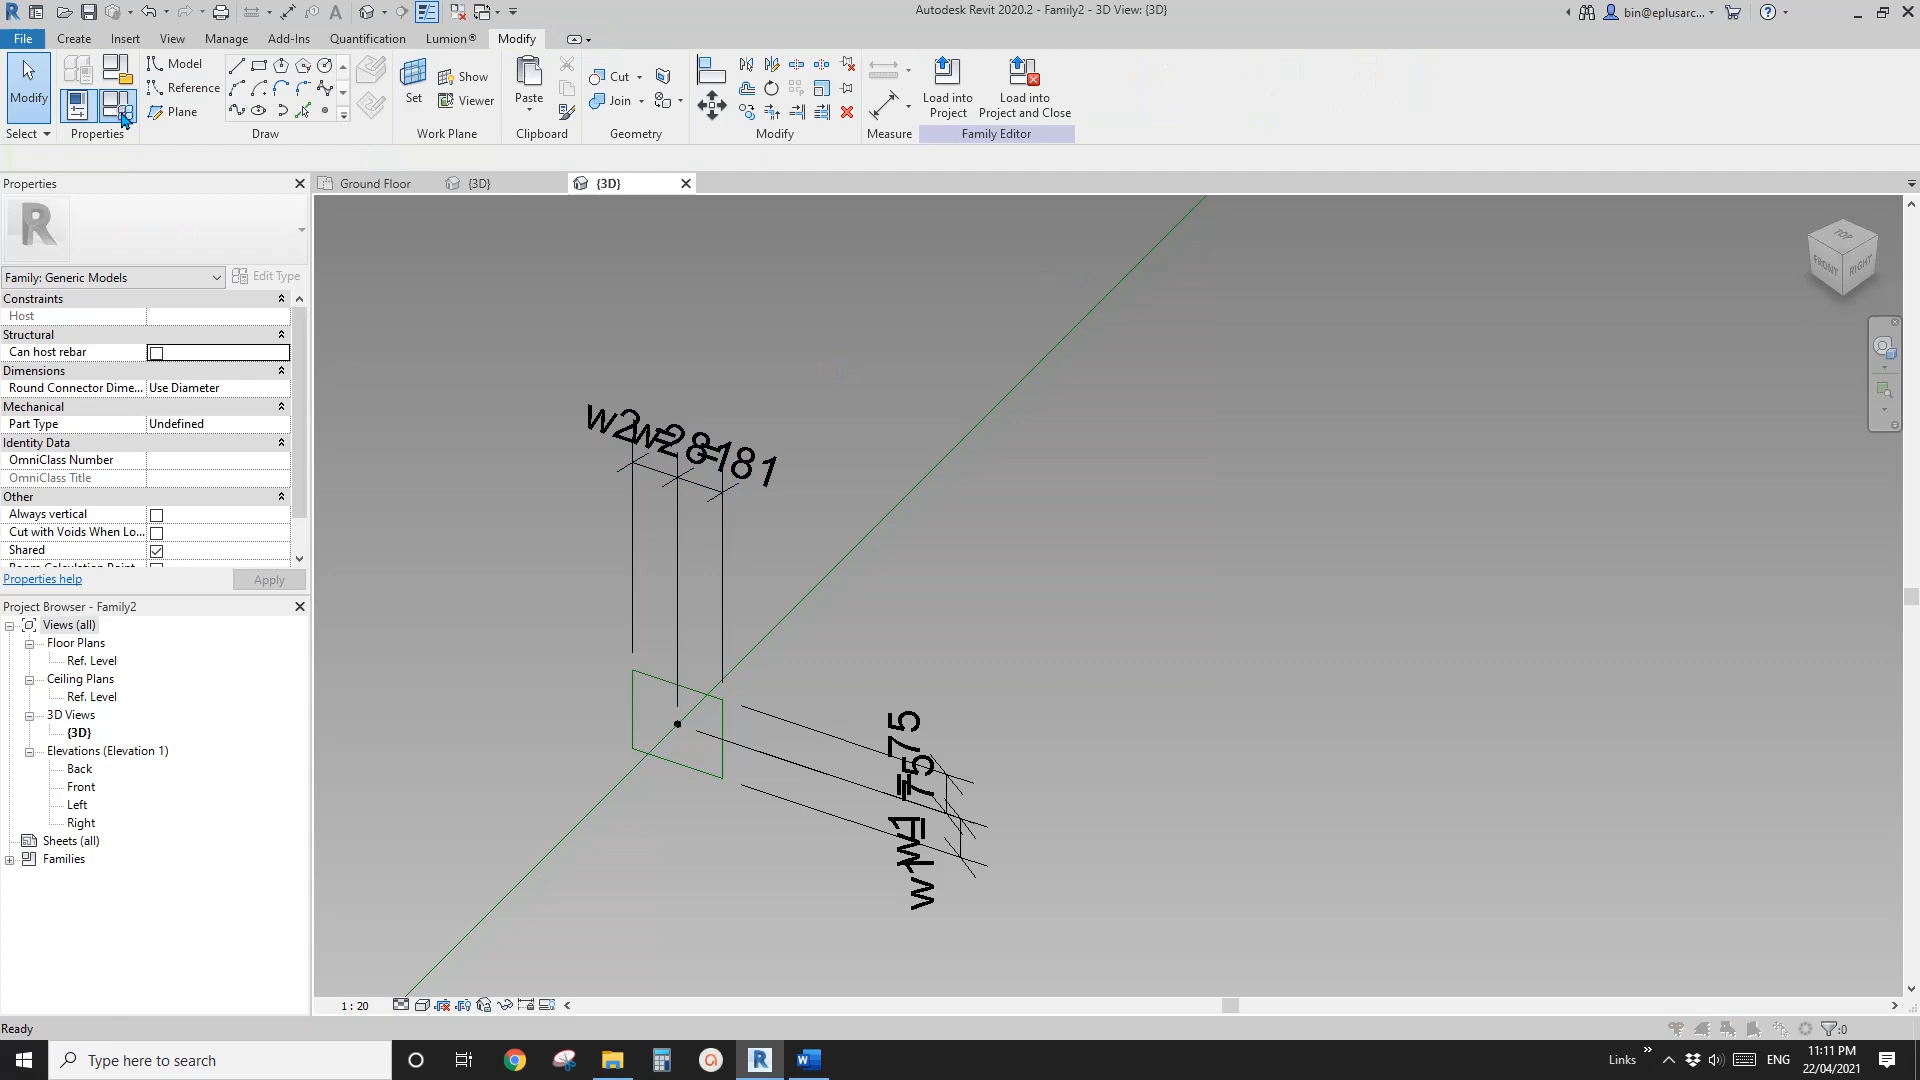 Autodesk Revit 2020.2 - Family2 - 3D View: {3D}
bin@eplusarc...
File
Create
Insert
View
Manage
Add-Ins
Fabrication
Lumion®
Modify
Modify
Model
Reference
Plane
Set
Show
Viewer
Paste
Cut
Join
Load into
Project
Load into
Project and Close
Select
Properties
Draw
Work Plane
Clipboard
Geometry
Modify
Measure
Family Editor
Properties
Ground Floor
{3D}
{3D}
R
Family: Generic Models
Edit Type
Constraints
Host
Structural
Can host rebar
Dimensions
Round Connector Dime... Use Diameter
Mechanical
Part Type Undefined
Identity Data
OmniClass Number
OmniClass Title
Other
Always vertical
Cut with Voids When Lo...
Shared
Properties help
Apply
Project Browser - Family2
Views (all)
Floor Plans
Ref. Level
Ceiling Plans
Ref. Level
3D Views
{3D}
Elevations (Elevation 1)
Back
Front
Left
Right
Sheets (all)
Families
TOP
FRONT
RIGHT
1 : 20
Ready
:0
Type here to search
Links
ENG
11:11 PM
22/04/2021